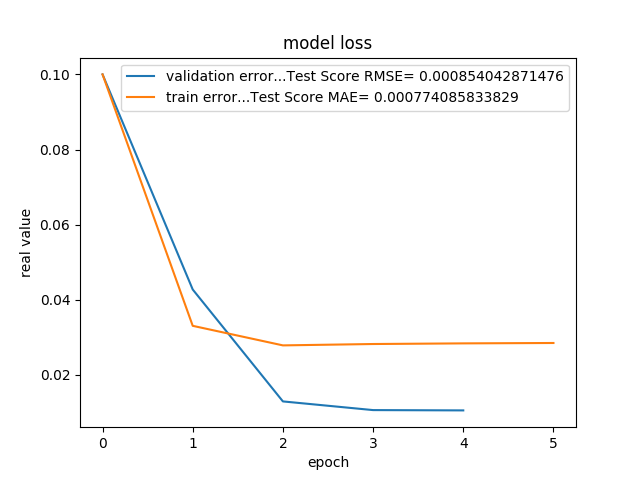 model loss
validation error...Test Score RMSE= 0.000854042871476
train error...Test Score MAE= 0.000774085833829
0.10
0.08
0.06
0.04
0.02
real value
0 1 2 3 4 5
epoch